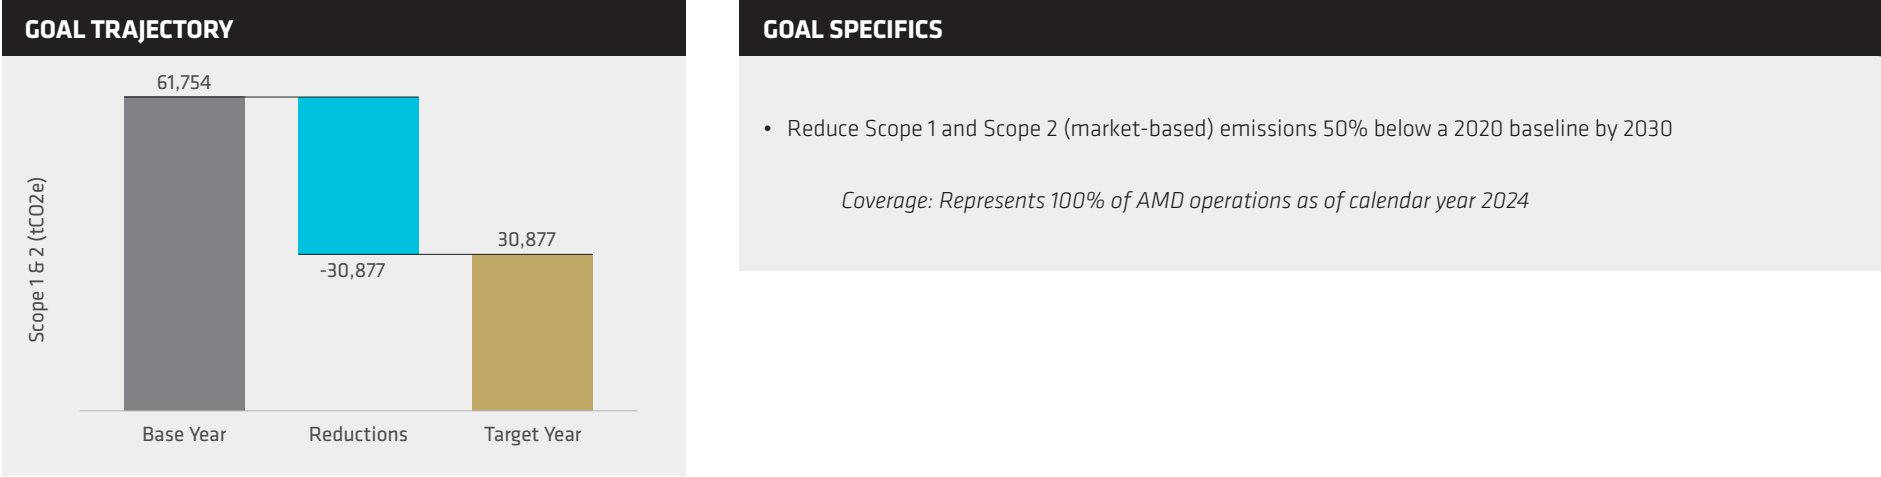 GOAL TRAJECTORY
61,754
30,877
-30,877
Scope 1 & 2 (tCO2e)
Base Year
Reductions
Target Year
GOAL SPECIFICS
• Reduce Scope 1 and Scope 2 (market-based) emissions 50% below a 2020 baseline by 2030
Coverage: Represents 100% of AMD operations as of calendar year 2024